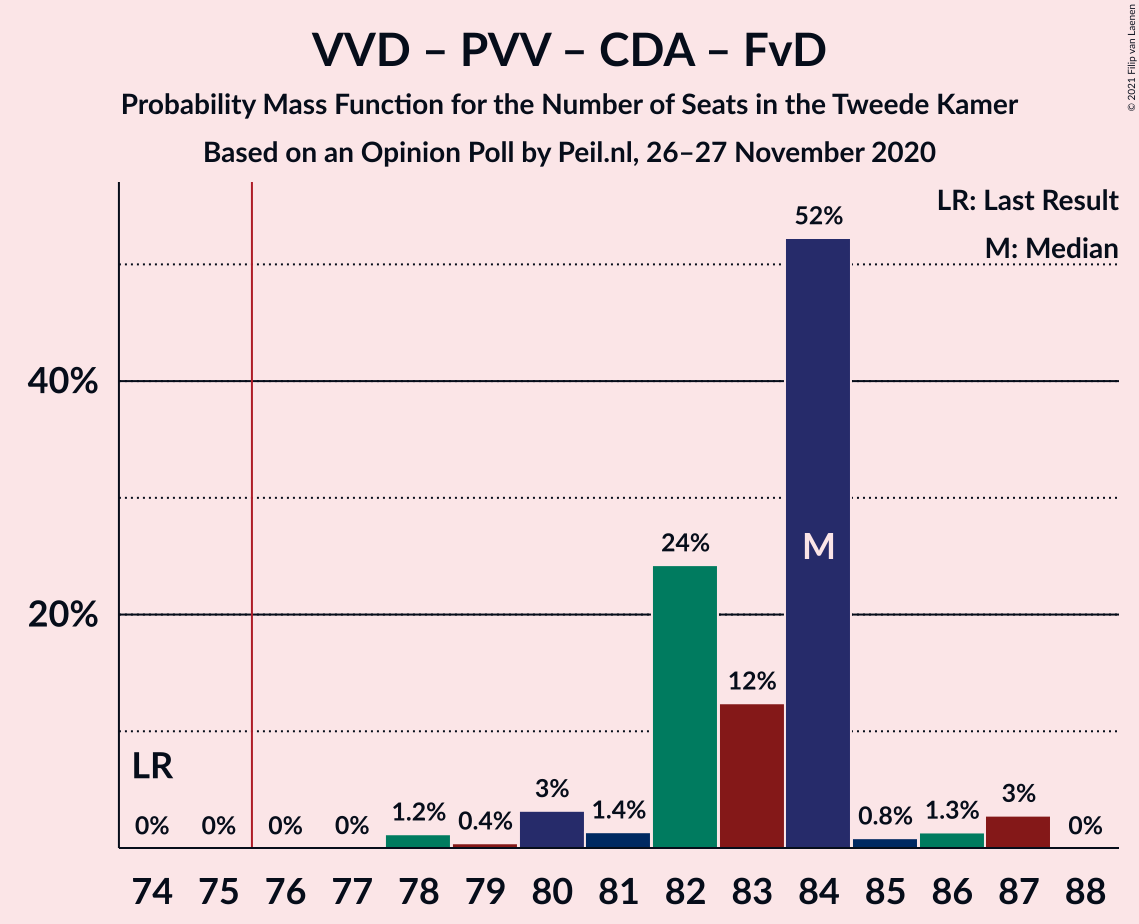 VVD – PVV – CDA – FvD
Probability Mass Function for the Number of Seats in the Tweede Kamer
Based on an Opinion Poll by Peil.nl, 26–27 November 2020
© 2021 Filip van Laenen
LR: Last Result
M: Median
52%
40%
M
24%
20%
12%
LR
0% 0% 0% 0% 1.2% 0.4% 3% 1.4% 0.8% 1.3% 3% 0%
74 75 76 77 78 79 80 81 82 83 84 85 86 87 88